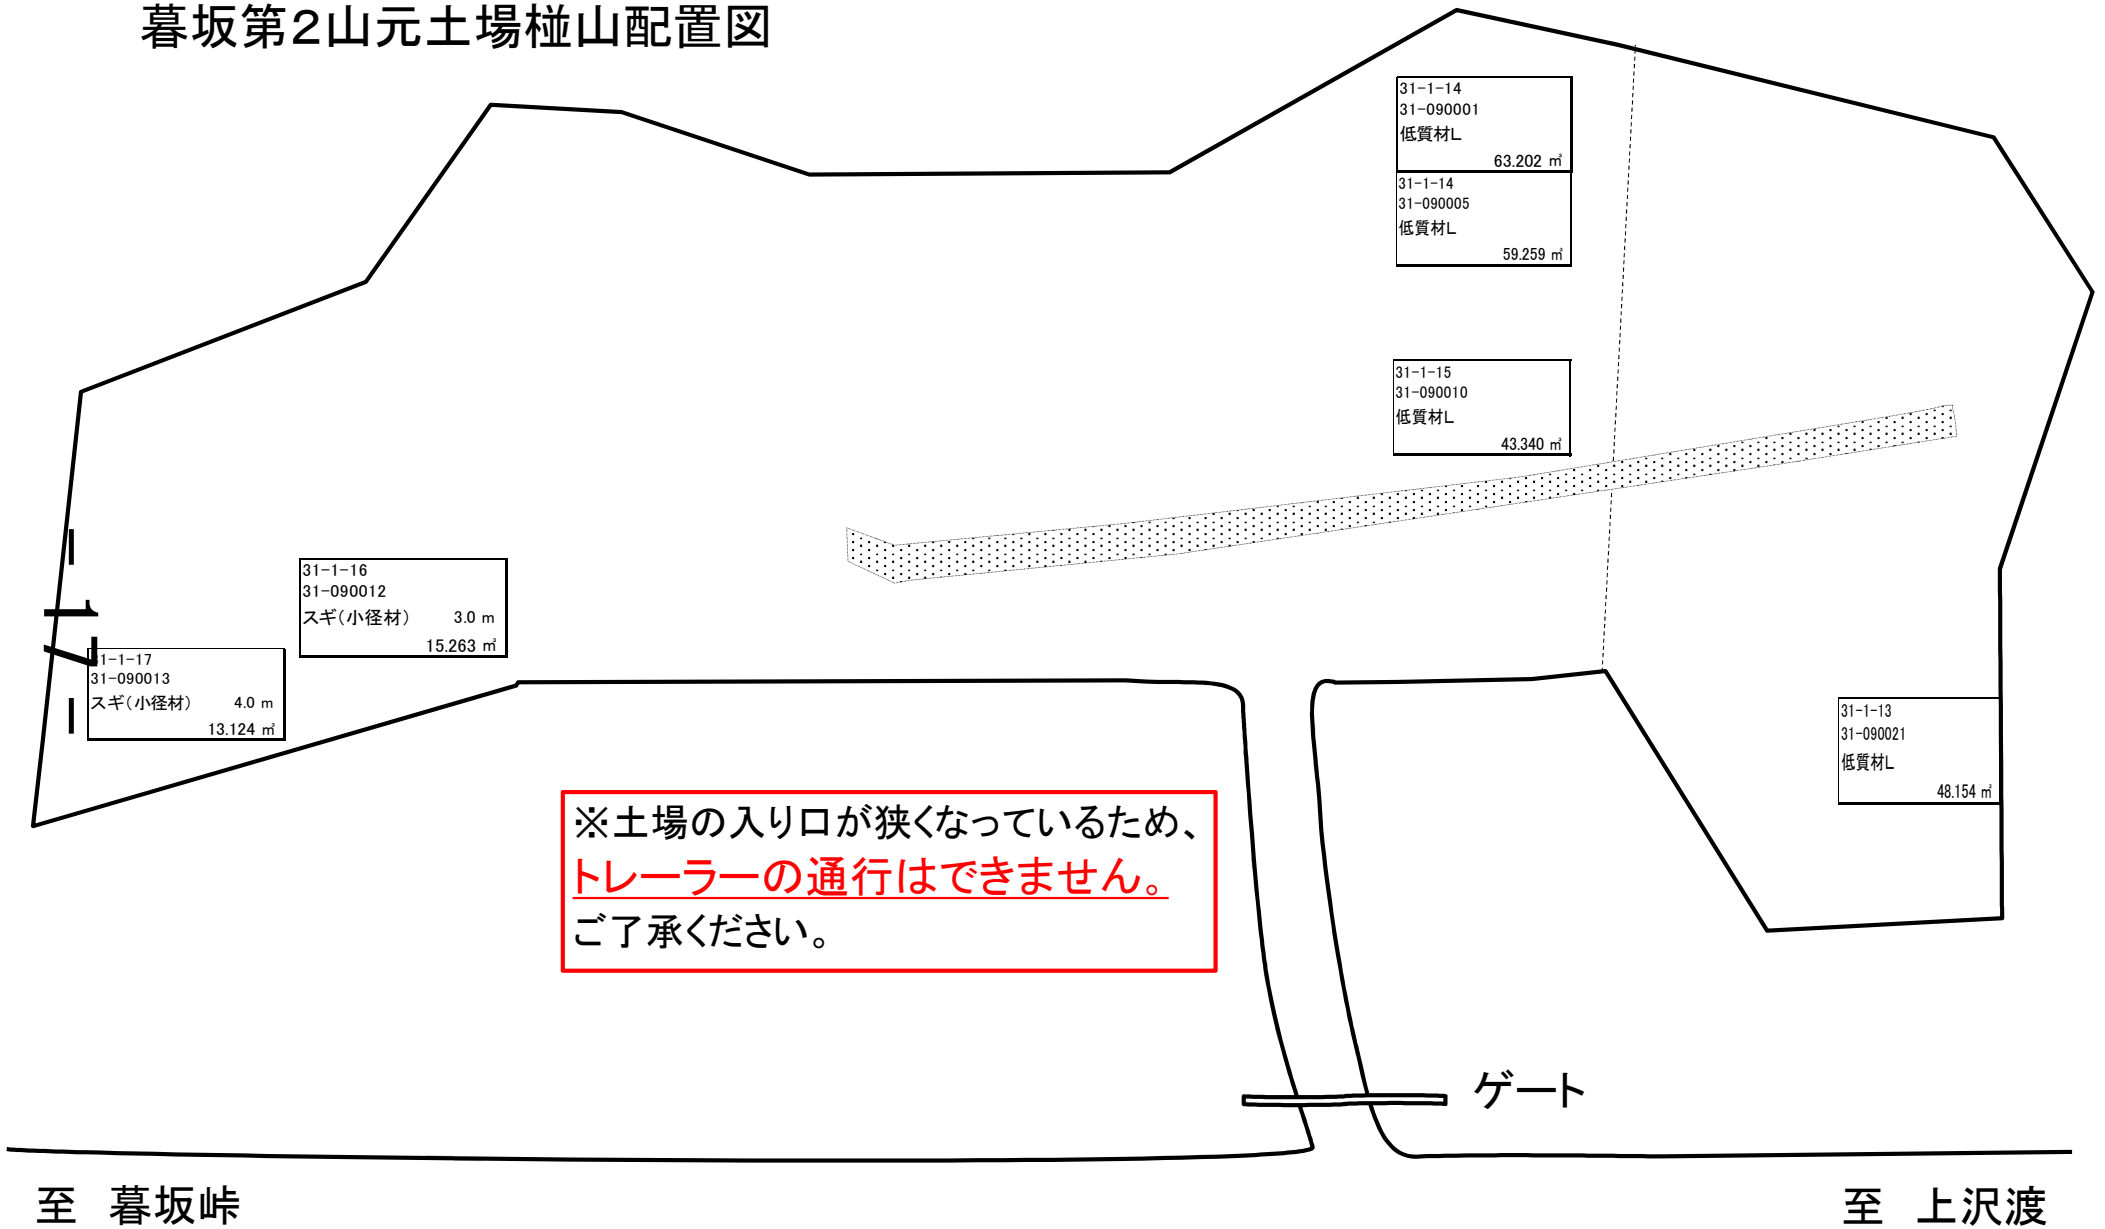 暮坂第2山元土場椪山配置図
31-1-14
31-090001
低質材L
63.202 ㎥
31-1-14
31-090005
低質材L
59.259 ㎥
31-1-15
31-090010
低質材L
43.340 ㎥
31-1-16
31-090012
スギ(小径材) 3.0 m
15.263 ㎥
- 17 -
31-1-17
31-090013
スギ(小径材) 4.0 m
13.124 ㎥
31-1-13
31-090021
低質材L
48.154 ㎥
※土場の入り口が狭くなっているため、
トレーラーの通行はできません。
ご了承ください。
ゲート
至 暮坂峠
至 上沢渡